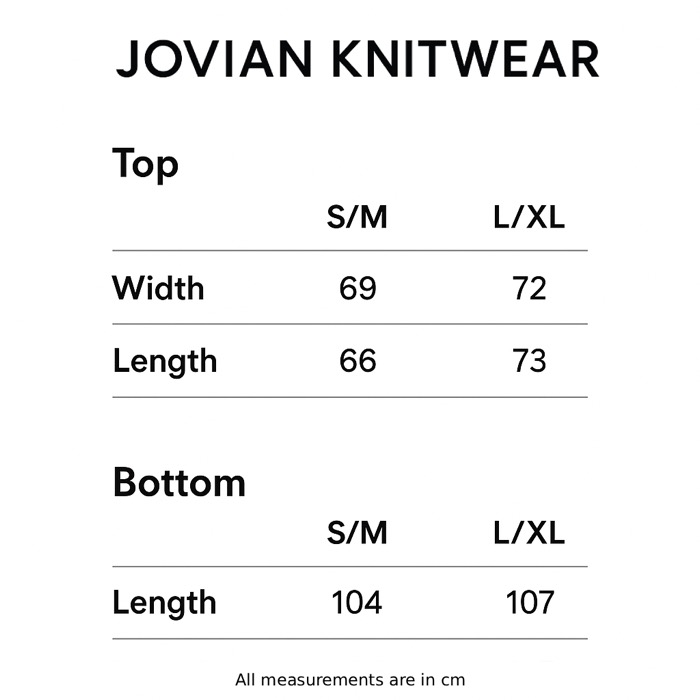 JOVIAN KNITWEAR
Top
S/M L/XL
Width 69 72
Length 66 73
Bottom
S/M L/XL
Length 104 107
All measurements are in cm